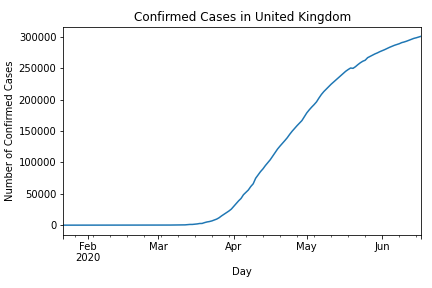 Confirmed Cases in United Kingdom
300000
250000
200000
150000
100000
50000
0
Number of Confirmed Cases
Feb Mar Apr May Jun
2020
Day